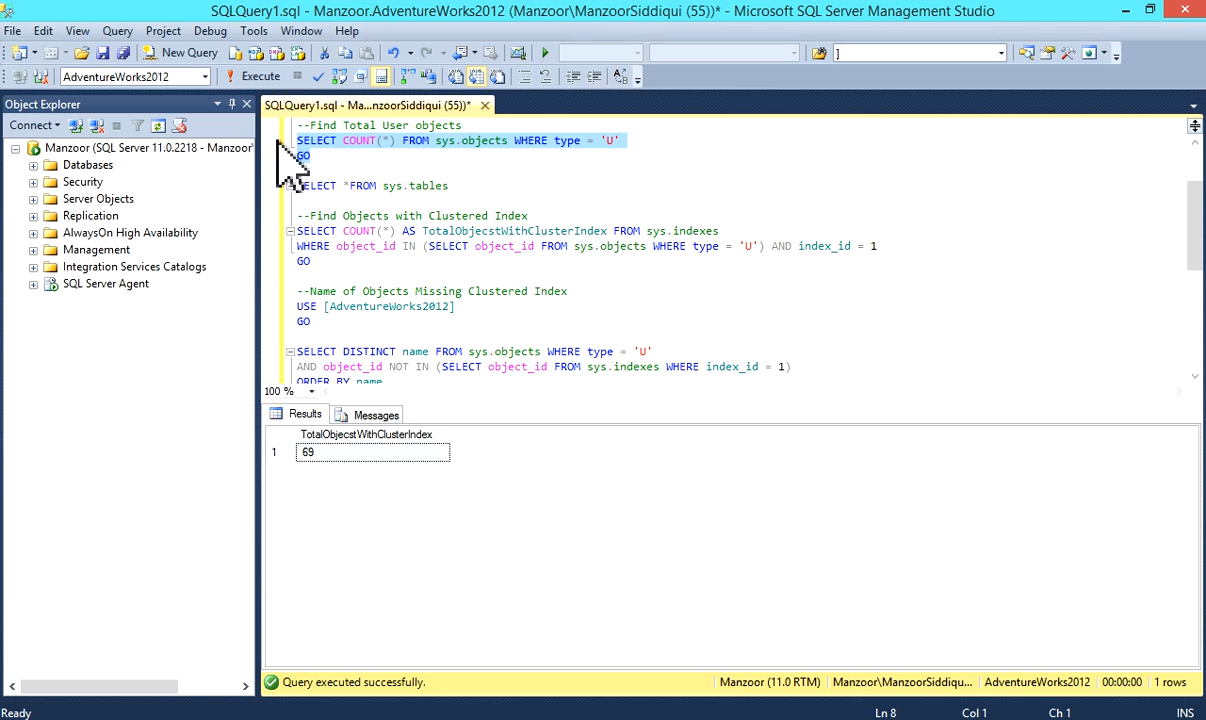 SQLQuery1.sql - Manzoor.AdventureWorks2012 (Manzoor\ManzoorSiddiqui (55))* - Microsoft SQL Server Management Studio
File Edit View Query Project Debug Tools Window Help
New Query ]
AdventureWorks2012 ! Execute
Object Explorer
SQLQuery1.sql - Ma...nzoorSiddiqui (55))*
Connect
Manzoor (SQL Server 11.0.2218 - Manzoor
Databases
Security
Server Objects
Replication
AlwaysOn High Availability
Management
Integration Services Catalogs
SQL Server Agent
--Find Total User objects
SELECT COUNT(*) FROM sys.objects WHERE type = 'U'
GO
SELECT *FROM sys.tables
--Find Objects with Clustered Index
SELECT COUNT(*) AS TotalObjecstWithClusterIndex FROM sys.indexes
WHERE object_id IN (SELECT object_id FROM sys.objects WHERE type = 'U') AND index_id = 1
GO
--Name of Objects Missing Clustered Index
USE [AdventureWorks2012]
GO
SELECT DISTINCT name FROM sys.objects WHERE type = 'U'
AND object_id NOT IN (SELECT object_id FROM sys.indexes WHERE index_id = 1)
ORDER BY name
100 %
Results Messages
TotalObjecstWithClusterIndex
1 69
Query executed successfully. Manzoor (11.0 RTM) Manzoor\ManzoorSiddiqu... AdventureWorks2012 00:00:00 1 rows
Ready Ln 8 Col 1 Ch 1 INS